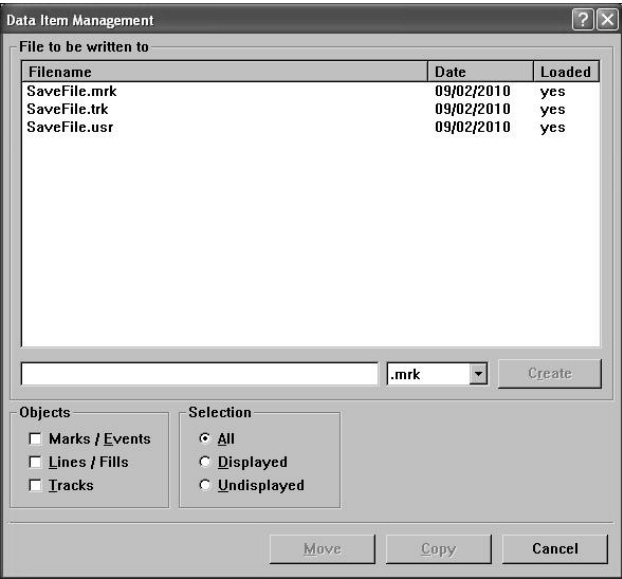 Data Item Management
File to be written to
Filename Date Loaded
SaveFile.mrk 09/02/2010 yes
SaveFile.trk 09/02/2010 yes
SaveFile.usr 09/02/2010 yes
.mrk Create
Objects Selection
Marks / Events All
Lines / Fills Displayed
Tracks Undisplayed
Move Copy Cancel